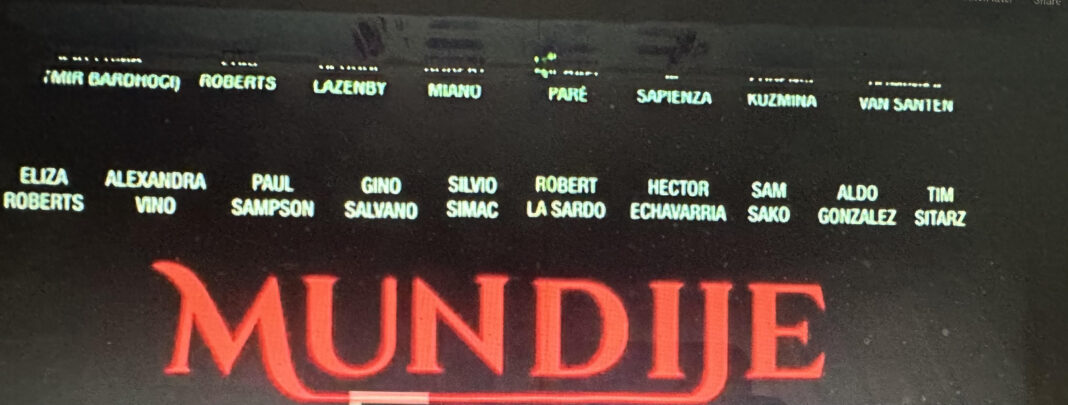 Share
BARDHOCI) ROBERTS LAZENBY MIANO PARÉ SAPIENZA KUZMINA VAN SANTEN
ELIZA ALEXANDRA PAUL GINO SILVIO ROBERT HECTOR SAM ALDO TIM
ROBERTS VINO SAMPSON SALVANO SIMAC LA SARDO ECHAVARRIA SAKO GONZALEZ SITARZ
MUNDIJE